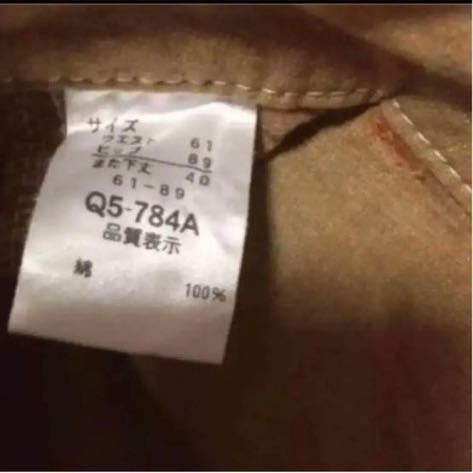 サイズ
ウエスト 61
ヒップ 89
また下丈 40
61-89
Q5-784A
品質表示
綿 100%